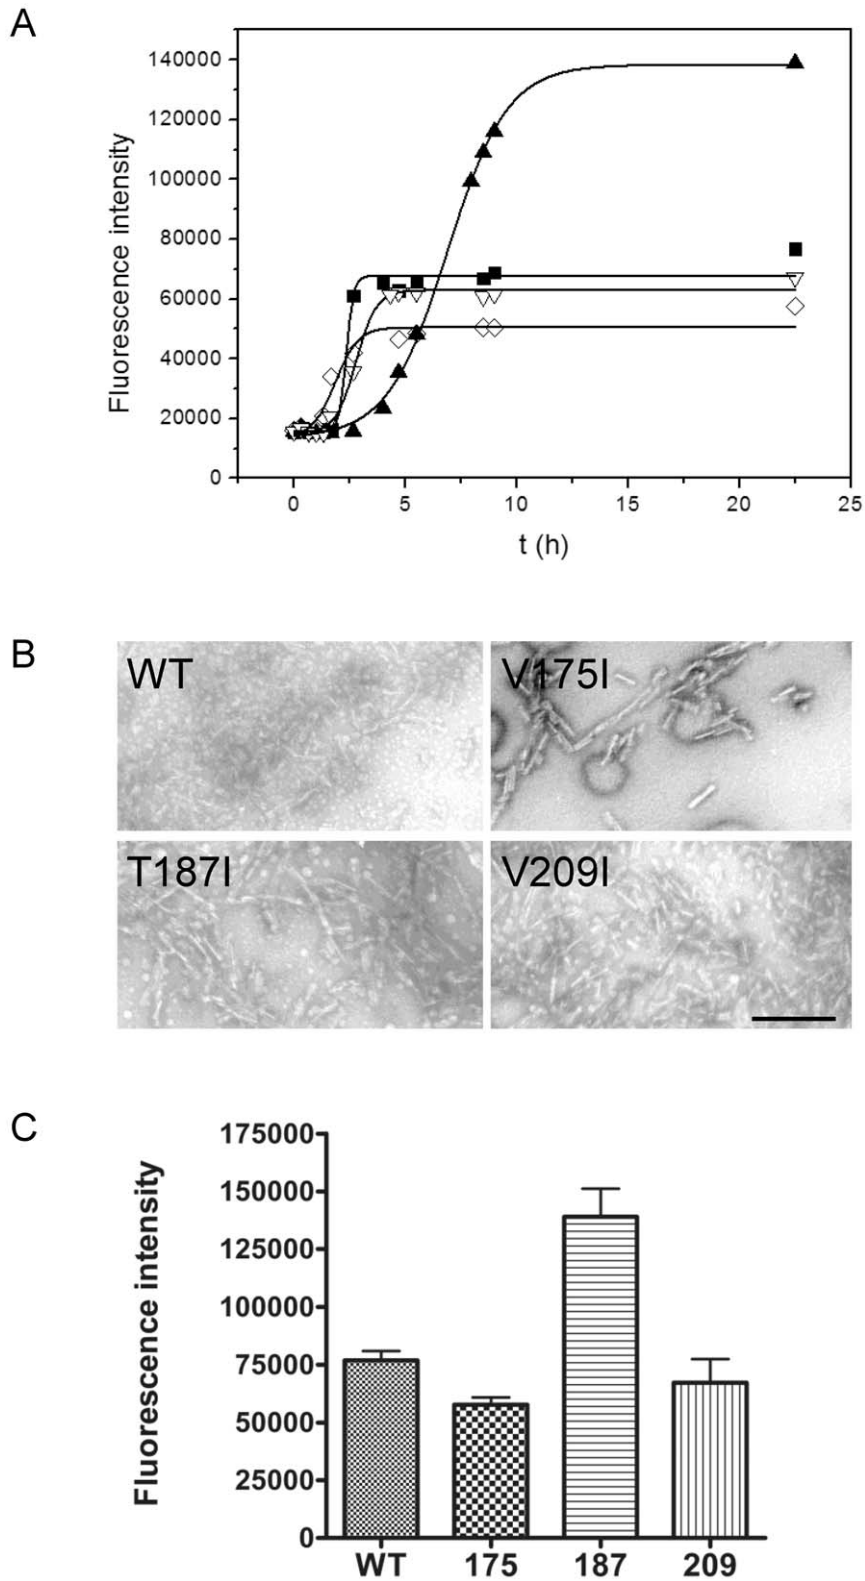 A
Fluorescence intensity
140000
120000
100000
80000
60000
40000
20000
0
0 5 10 15 20 25
t (h)
B
WT V175I
T187I V209I
C
Fluorescence intensity
175000
150000
125000
100000
75000
50000
25000
0
WT 175 187 209